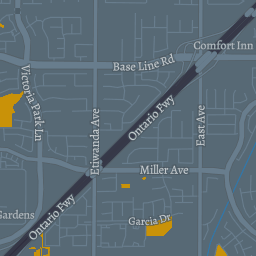 Comfort Inn
Base Line Rd
Victoria Park Ln
Etiwanda Ave
Ontario Fwy
East Ave
Miller Ave
Gardens
Ontario Fwy
Garcia Dr